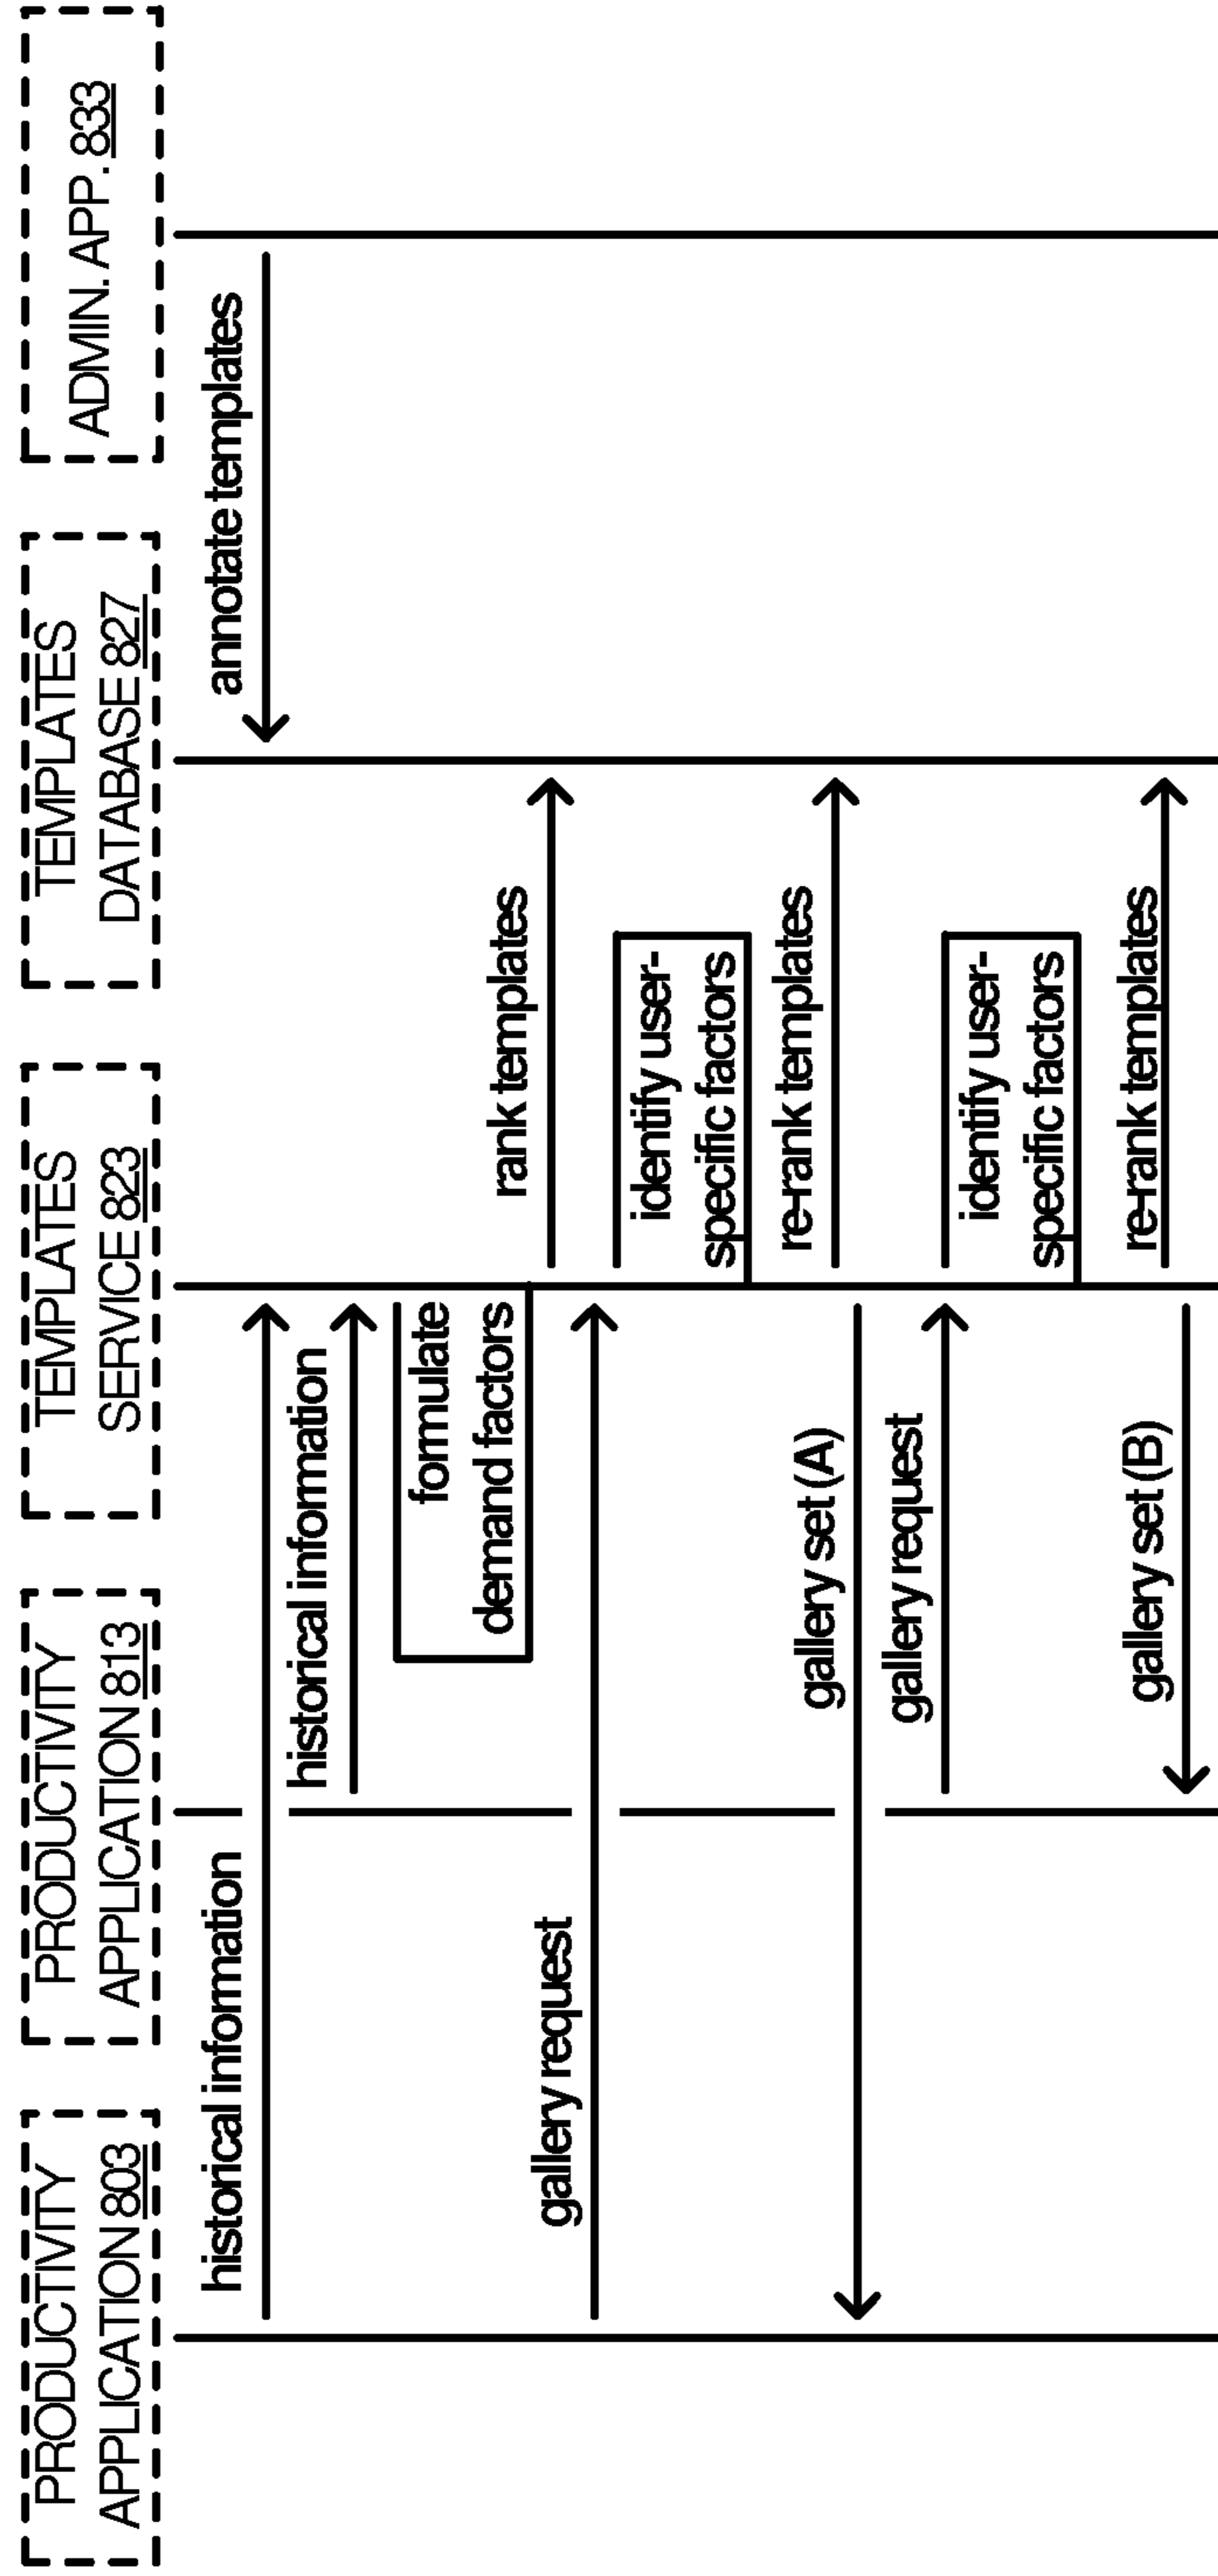 PRODUCTIVITY
APPLICATION 803
PRODUCTIVITY
APPLICATION 813
TEMPLATES
SERVICE 823
TEMPLATES
DATABASE 827
ADMIN. APP. 833
historical information
annotate templates
historical information
formulate
demand factors
rank templates
gallery request
identify user-
specific factors
re-rank templates
gallery set (A)
gallery request
identify user-
specific factors
re-rank templates
gallery set (B)